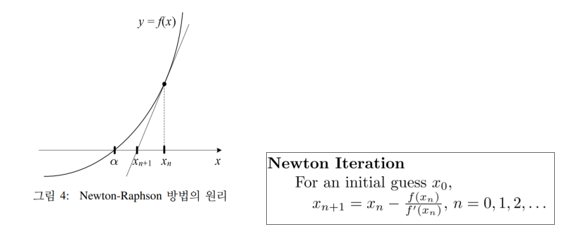 y = f(x)
α x_{n+1} x_n x
그림 4: Newton-Raphson 방법의 원리
Newton Iteration
For an initial guess x_0,
x_{n+1} = x_n − \frac{f(x_n)}{f'(x_n)}, n = 0, 1, 2, . . .